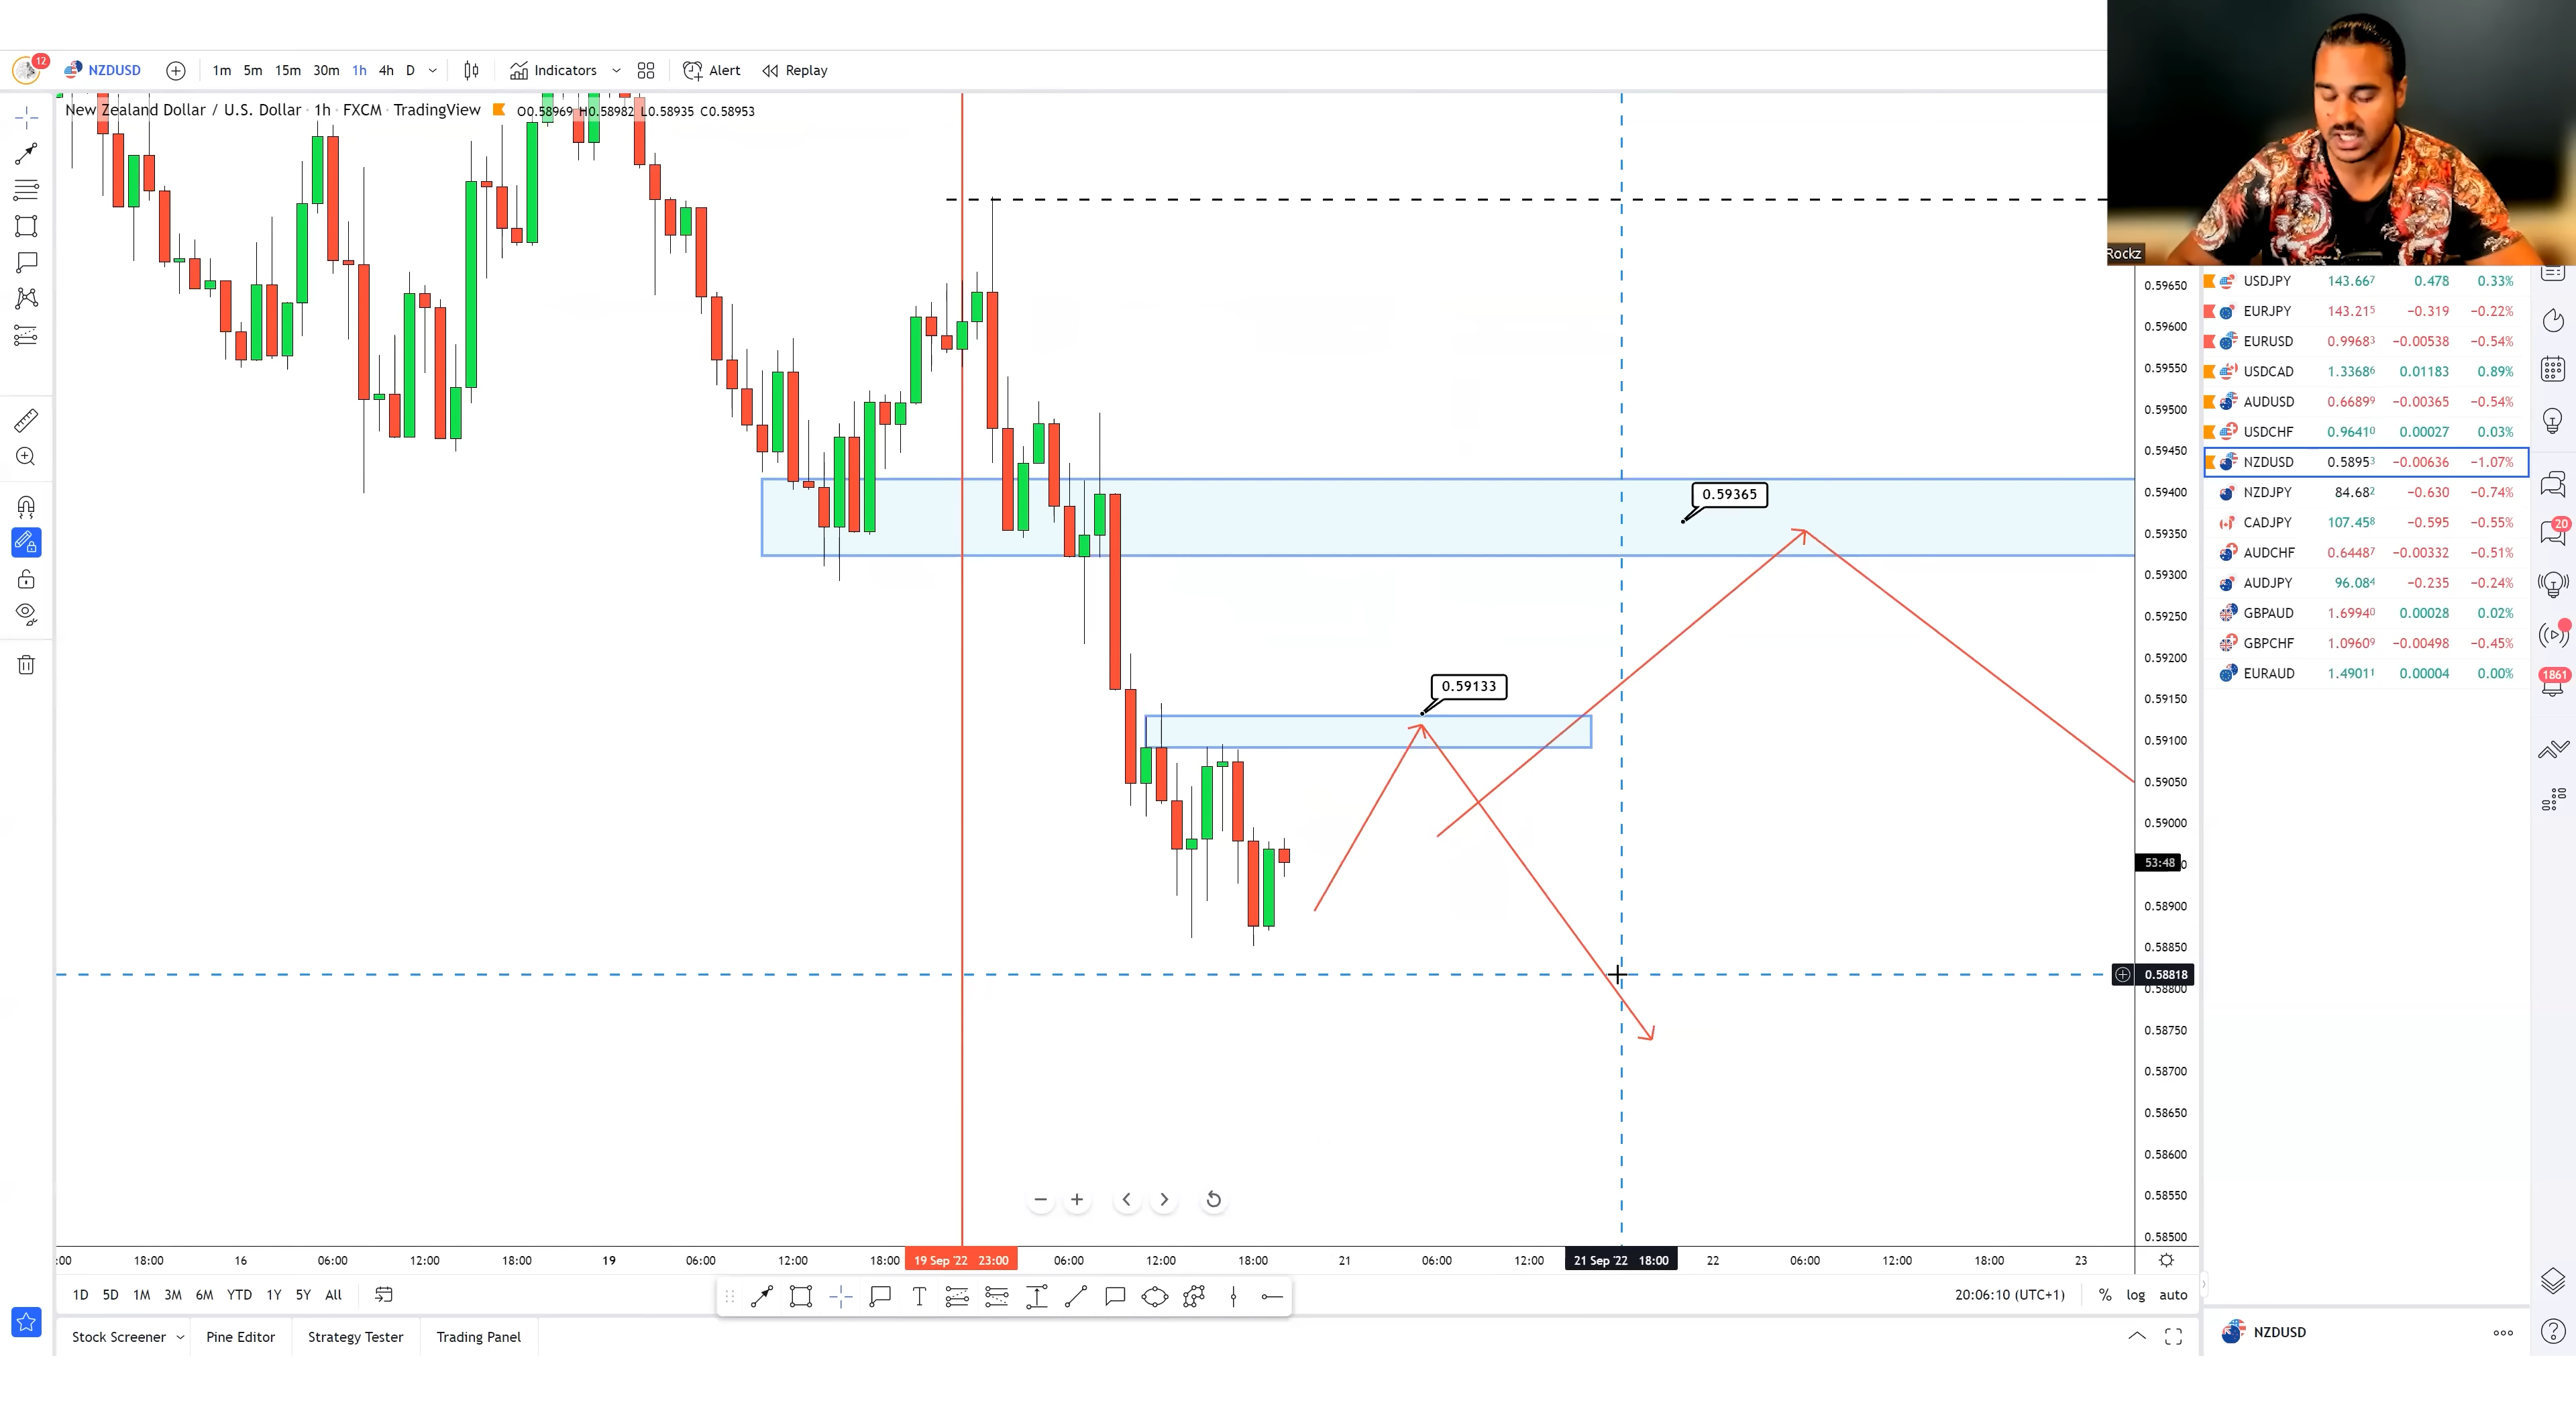 12
NZDUSD 1m 5m 15m 30m 1h 4h D Indicators Alert Replay
New Zealand Dollar / U.S. Dollar · 1h · FXCM · TradingView O0.58969 H0.58982 L0.58935 C0.58953
Rockz
0.59365
0.59133
0.59650
0.59600
0.59550
0.59500
0.59450
0.59400
0.59350
0.59300
0.59250
0.59200
0.59150
0.59100
0.59050
0.59000
53:48
0.58900
0.58850
0.58818
0.58800
0.58750
0.58700
0.58650
0.58600
0.58550
0.58500
USDJPY 143.667 0.478 0.33%
EURJPY 143.215 −0.319 −0.22%
EURUSD 0.99683 −0.00538 −0.54%
USDCAD 1.33686 0.01183 0.89%
AUDUSD 0.66899 −0.00365 −0.54%
USDCHF 0.96410 0.00027 0.03%
NZDUSD 0.58953 −0.00636 −1.07%
NZDJPY 84.682 −0.630 −0.74%
CADJPY 107.458 −0.595 −0.55%
AUDCHF 0.64487 −0.00332 −0.51%
AUDJPY 96.084 −0.235 −0.24%
GBPAUD 1.69940 0.00028 0.02%
GBPCHF 1.09609 −0.00498 −0.45%
EURAUD 1.49011 0.00004 0.00%
20
1861
:00 18:00 16 06:00 12:00 18:00 19 06:00 12:00 18:00 19 Sep '22 23:00 06:00 12:00 18:00 21 06:00 12:00 21 Sep '22 18:00 22 06:00 12:00 18:00 23
1D 5D 1M 3M 6M YTD 1Y 5Y All T 20:06:10 (UTC+1) % log auto
Stock Screener Pine Editor Strategy Tester Trading Panel
NZDUSD